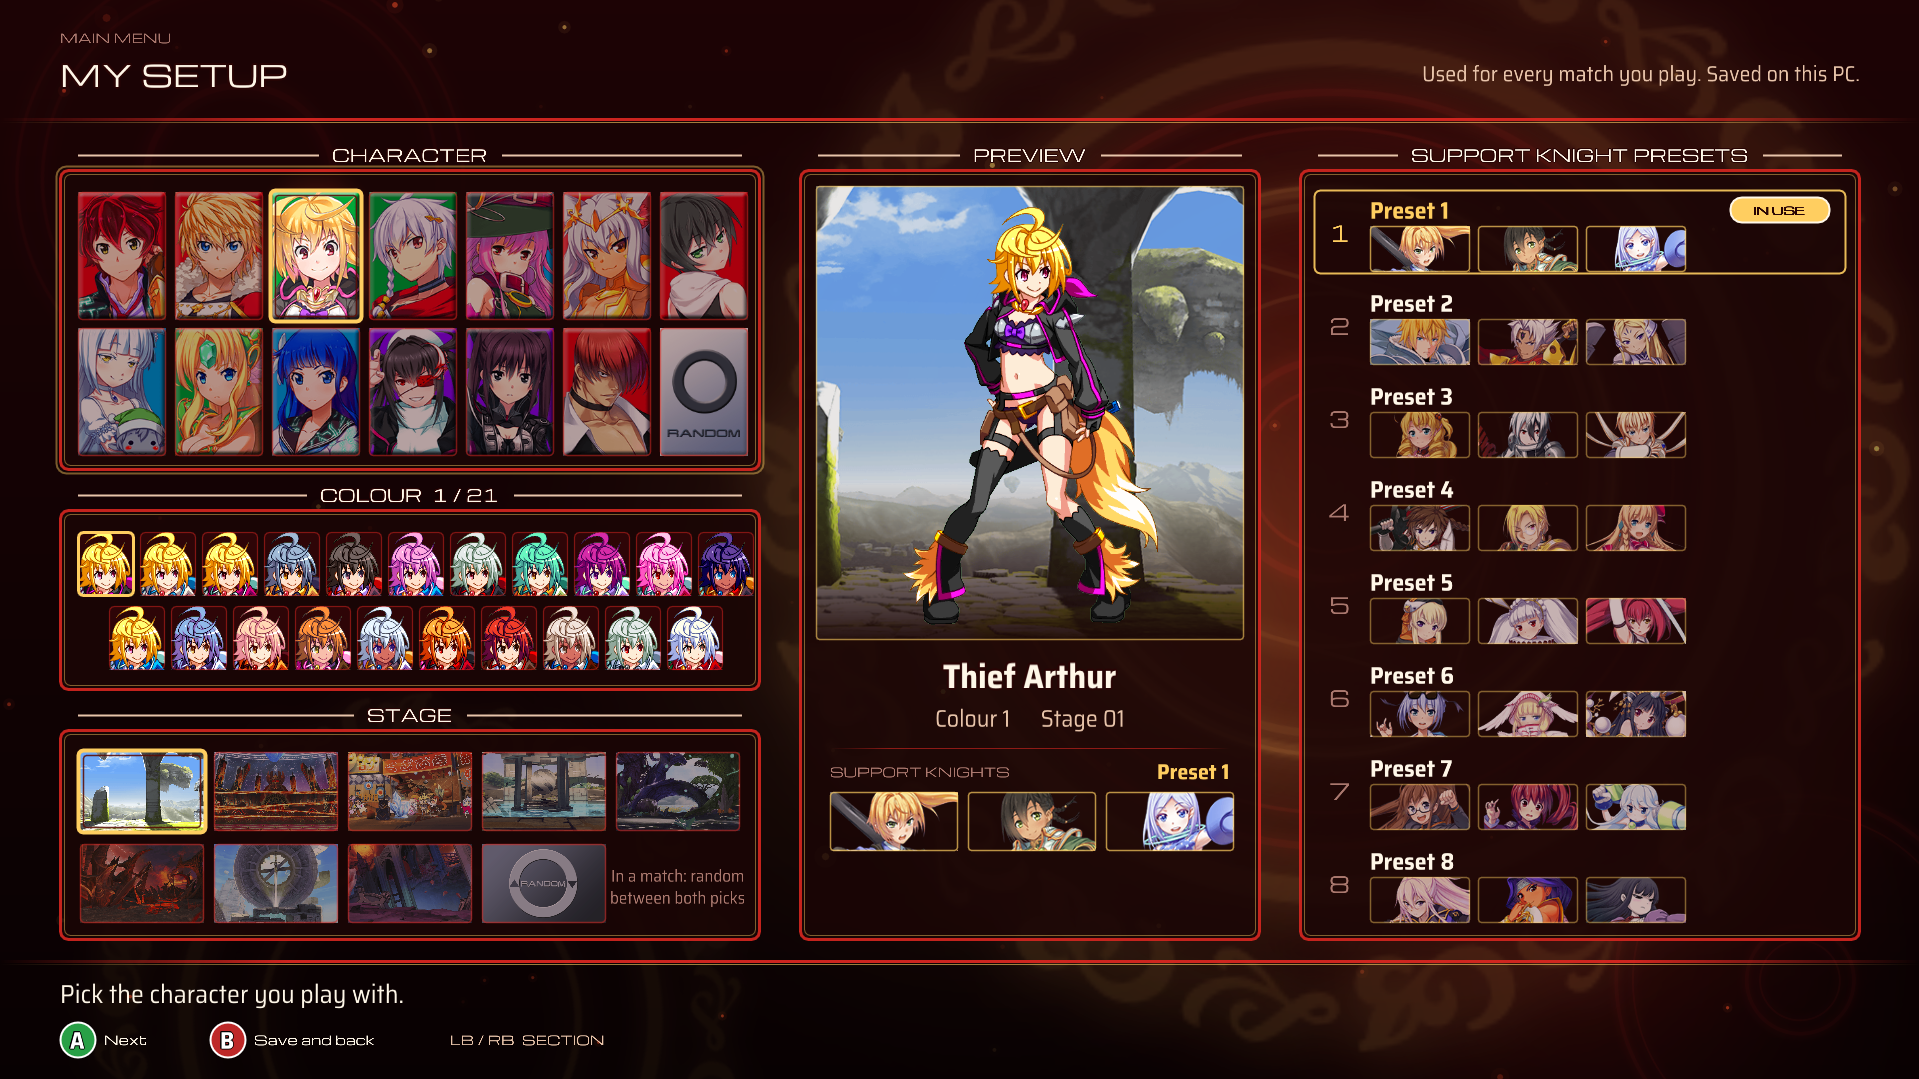 MAIN MENU
MY SETUP
Used for every match you play. Saved on this PC.
CHARACTER
RANDOM
COLOUR 1 / 21
STAGE
RANDOM
In a match: random
between both picks
PREVIEW
Thief Arthur
Colour 1 Stage 01
SUPPORT KNIGHTS Preset 1
SUPPORT KNIGHT PRESETS
1 Preset 1 IN USE
2 Preset 2
3 Preset 3
4 Preset 4
5 Preset 5
6 Preset 6
7 Preset 7
8 Preset 8
Pick the character you play with.
A Next B Save and back LB / RB SECTION